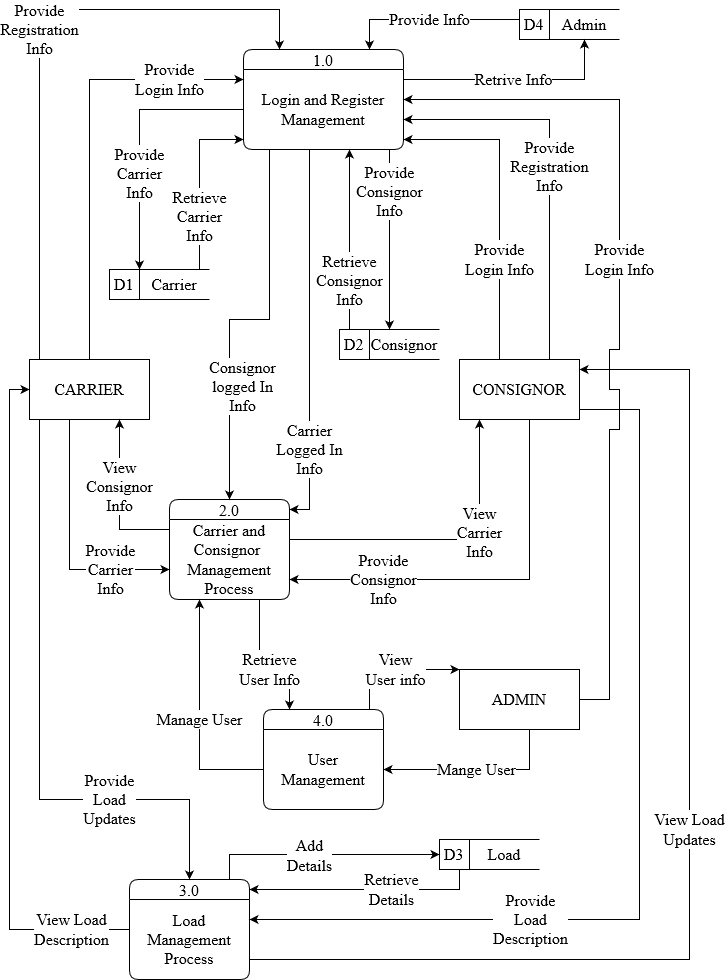 Provide
Registration
Info
Provide Info
D4
Admin
1.0
Login and Register
Management
Provide
Login Info
Retrive Info
Provide
Carrier
Info
Retrieve
Carrier
Info
Provide
Consignor
Info
Provide
Registration
Info
Retrieve
Consignor
Info
Provide
Login Info
Provide
Login Info
D1
Carrier
D2
Consignor
CARRIER
CONSIGNOR
Consignor
logged In
Info
Carrier
Logged In
Info
View
Consignor
Info
2.0
Carrier and
Consignor
Management
Process
View
Carrier
Info
Provide
Carrier
Info
Provide
Consignor
Info
Retrieve
User Info
View
User info
ADMIN
Manage User
4.0
User
Management
Mange User
Provide
Load
Updates
View Load
Updates
Add
Details
D3
Load
Retrieve
Details
3.0
Load
Management
Process
View Load
Description
Provide
Load
Description